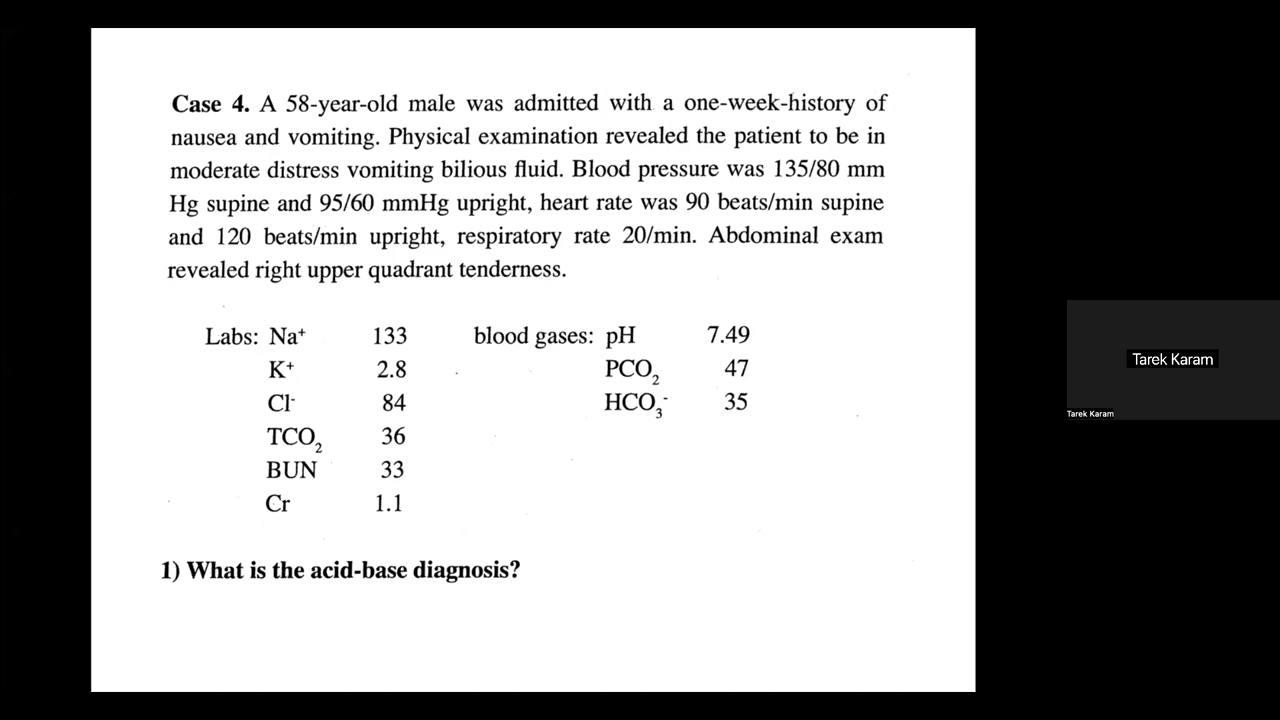 Case 4. A 58-year-old male was admitted with a one-week-history of
nausea and vomiting. Physical examination revealed the patient to be in
moderate distress vomiting bilious fluid. Blood pressure was 135/80 mm
Hg supine and 95/60 mmHg upright, heart rate was 90 beats/min supine
and 120 beats/min upright, respiratory rate 20/min. Abdominal exam
revealed right upper quadrant tenderness.
Labs: Na⁺ 133 blood gases: pH 7.49
K⁺ 2.8 PCO₂ 47
Cl⁻ 84 HCO₃⁻ 35
TCO₂ 36
BUN 33
Cr 1.1
1) What is the acid-base diagnosis?
Tarek Karam
Tarek Karam